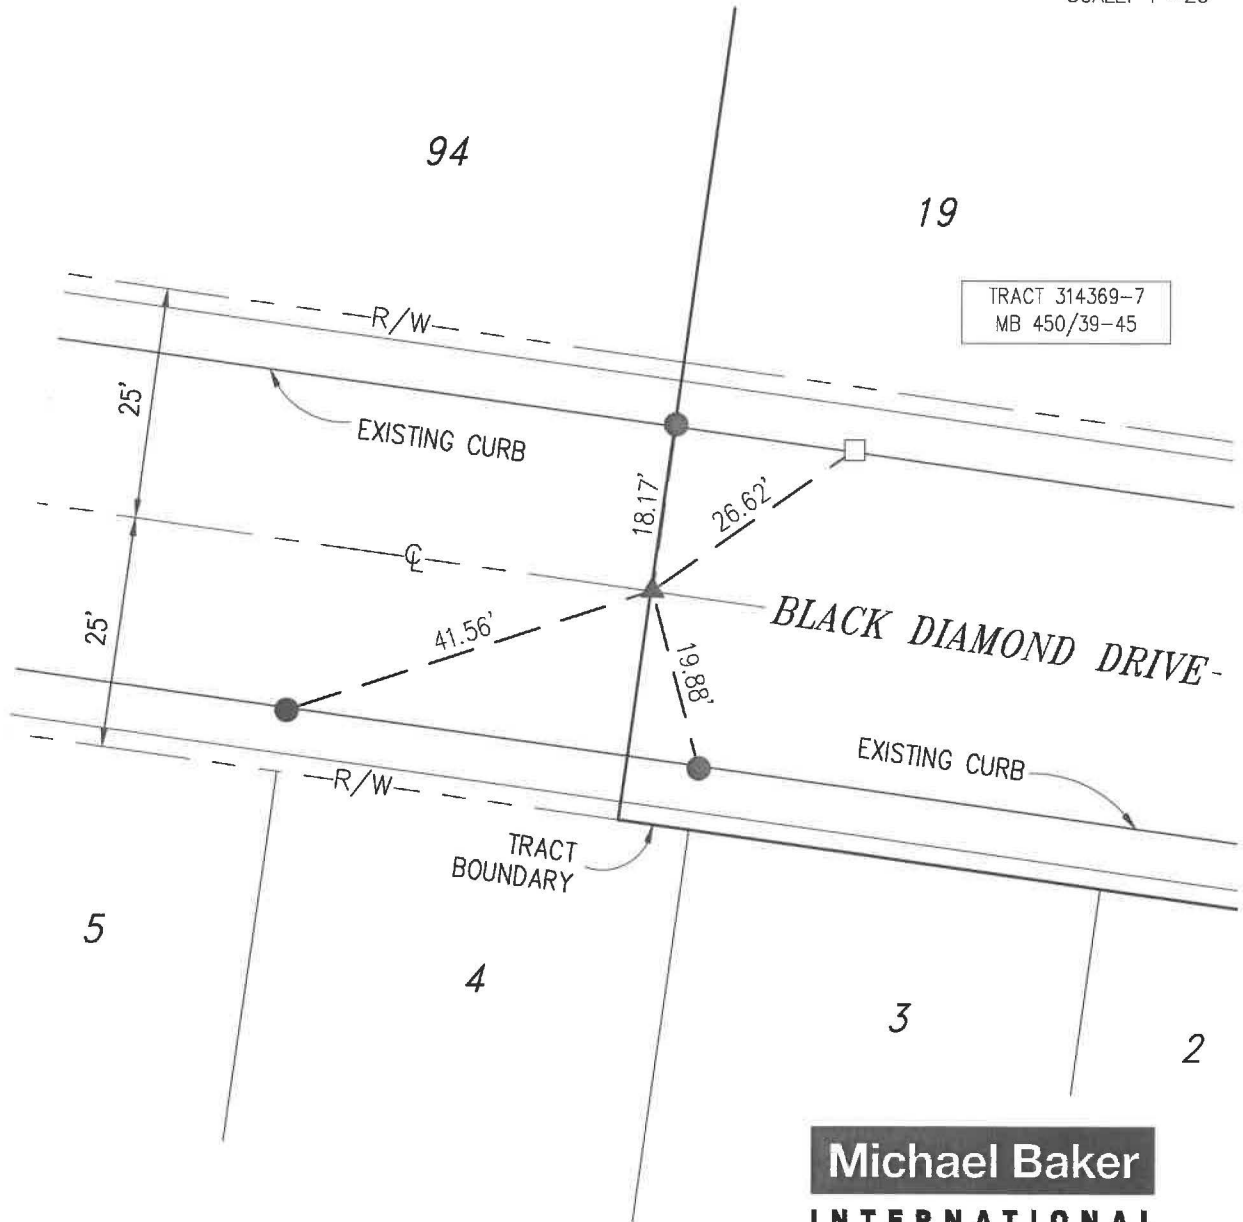 94
19
TRACT 314369-7
MB 450/39-45
R/W
25'
EXISTING CURB
18.17'
26.62'
℄
25'
41.56'
19.88'
BLACK DIAMOND DRIVE
EXISTING CURB
R/W
TRACT
BOUNDARY
5
4
3
2
Michael Baker
INTERNATIONAL